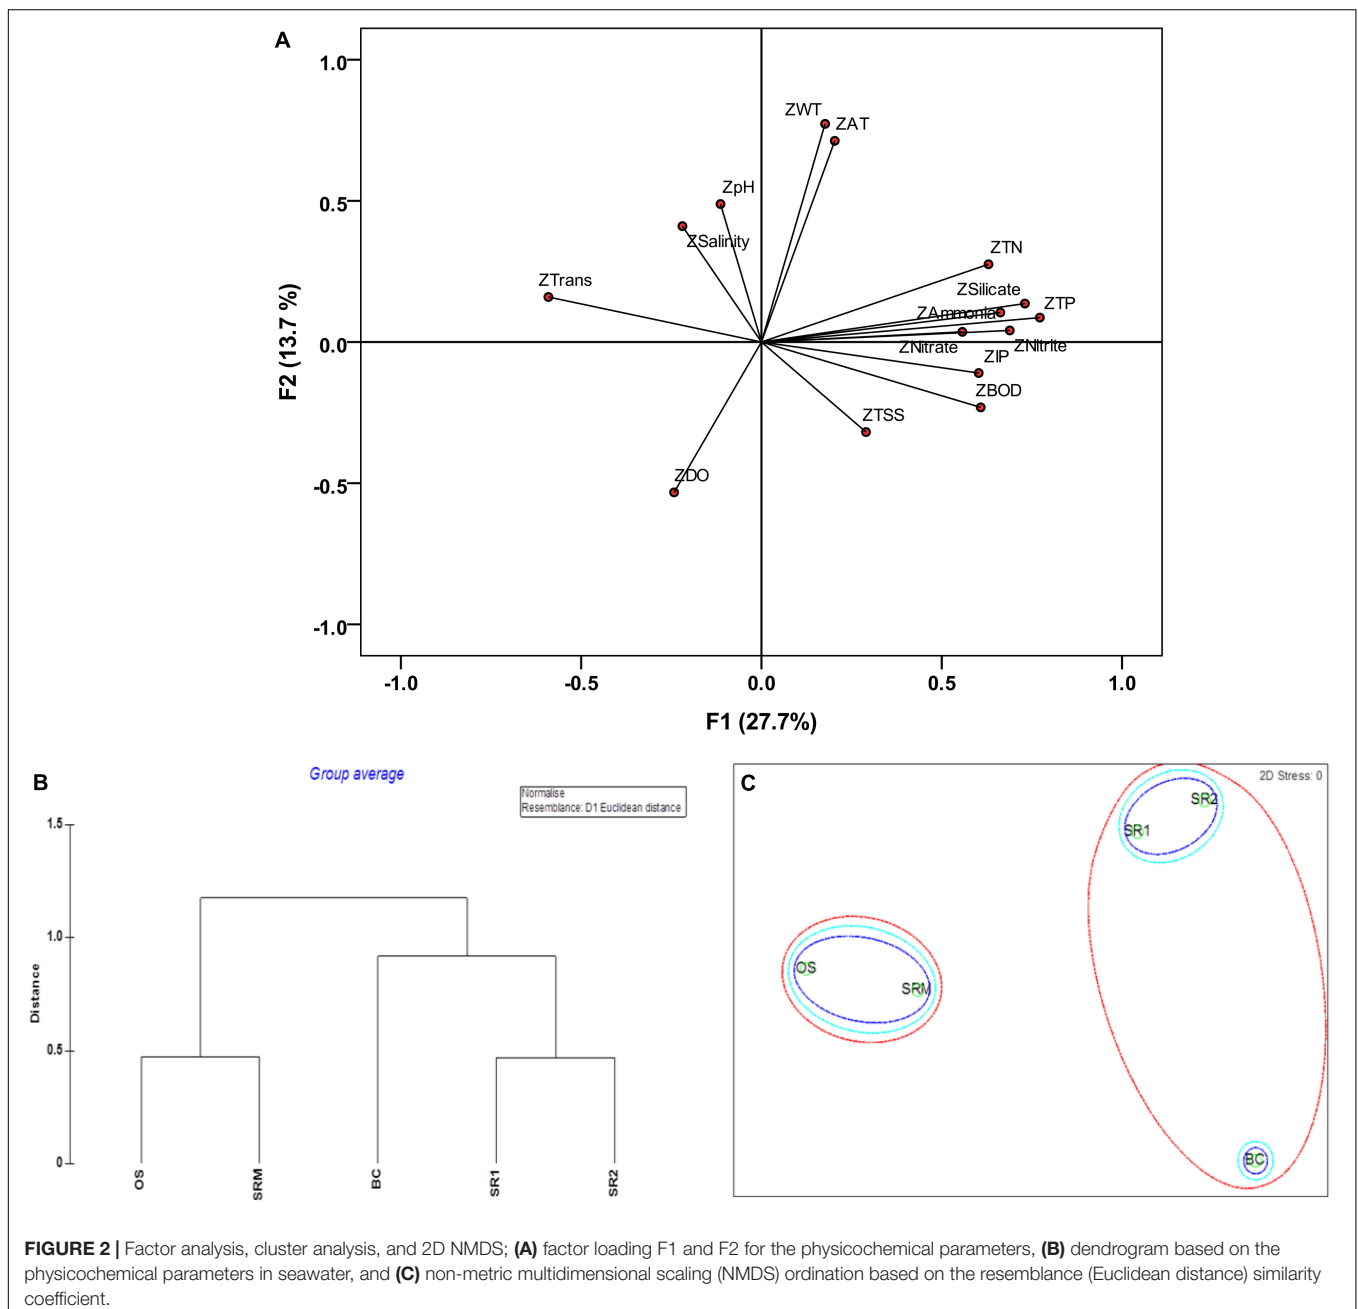 A
1.0
0.5
0.0
-0.5
-1.0
F2 (13.7 %)
ZWT
ZAT
ZpH
ZSalinity
ZTrans
ZTN
ZSilicate
ZAmmonia
ZTP
ZNitrate
ZNitrite
ZIP
ZBOD
ZTSS
ZDO
-1.0 -0.5 0.0 0.5 1.0
F1 (27.7%)
B
Group average
Normalise
Resemblance: D1 Euclidean distance
1.5
1.0
0.5
0
Distance
OS SRM BC SR1 SR2
C
2D Stress: 0
SR2
SR1
OS
SRM
BC
FIGURE 2 | Factor analysis, cluster analysis, and 2D NMDS; (A) factor loading F1 and F2 for the physicochemical parameters, (B) dendrogram based on the
physicochemical parameters in seawater, and (C) non-metric multidimensional scaling (NMDS) ordination based on the resemblance (Euclidean distance) similarity
coefficient.